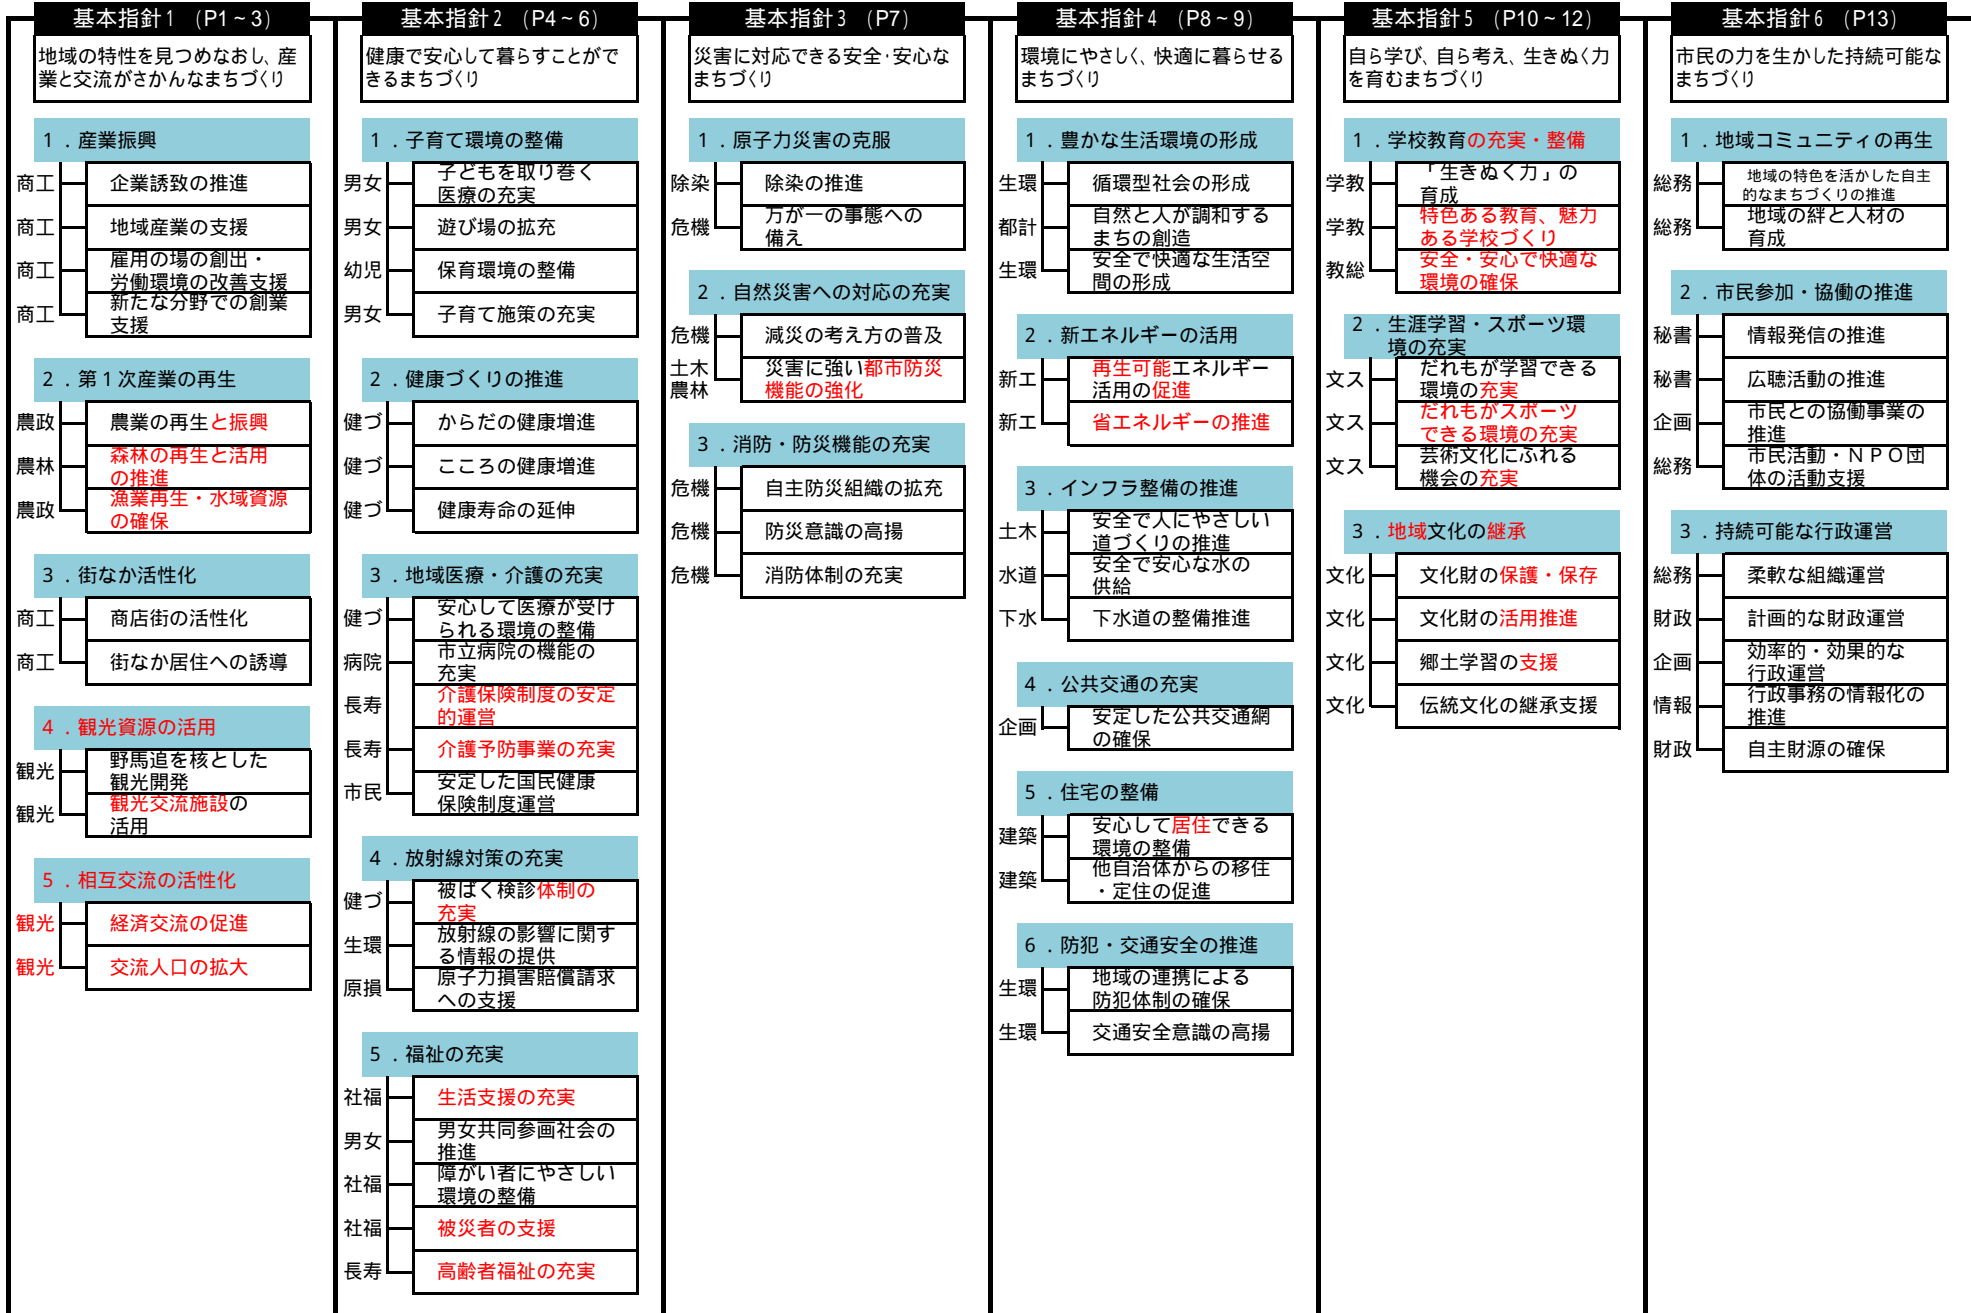 基本指針1 (P1~3)
地域の特性を見つめなおし、産
業と交流がさかんなまちづくり
1.産業振興
商工 企業誘致の推進
商工 地域産業の支援
商工 雇用の場の創出・
労働環境の改善支援
商工 新たな分野での創業
支援
2.第1次産業の再生
農政 農業の再生と振興
農林 森林の再生と活用
の推進
農政 漁業再生・水域資源
の確保
3.街なか活性化
商工 商店街の活性化
商工 街なか居住への誘導
4.観光資源の活用
観光 野馬追を核とした
観光開発
観光 観光交流施設の
活用
5.相互交流の活性化
観光 経済交流の促進
観光 交流人口の拡大
基本指針2 (P4~6)
健康で安心して暮らすことがで
きるまちづくり
1.子育て環境の整備
男女 子どもを取り巻く
医療の充実
男女 遊び場の拡充
幼児 保育環境の整備
男女 子育て施策の充実
2.健康づくりの推進
健づ からだの健康増進
健づ こころの健康増進
健づ 健康寿命の延伸
3.地域医療・介護の充実
健づ 安心して医療が受け
られる環境の整備
病院 市立病院の機能の
充実
長寿 介護保険制度の安定
的運営
長寿 介護予防事業の充実
市民 安定した国民健康
保険制度運営
4.放射線対策の充実
健づ 被ばく検診体制の
充実
生環 放射線の影響に関す
る情報の提供
原損 原子力損害賠償請求
への支援
5.福祉の充実
社福 生活支援の充実
男女 男女共同参画社会の
推進
社福 障がい者にやさしい
環境の整備
社福 被災者の支援
長寿 高齢者福祉の充実
基本指針3 (P7)
災害に対応できる安全・安心な
まちづくり
1.原子力災害の克服
除染 除染の推進
危機 万が一の事態への
備え
2.自然災害への対応の充実
危機 減災の考え方の普及
土木 災害に強い都市防災
農林 機能の強化
3.消防・防災機能の充実
危機 自主防災組織の拡充
危機 防災意識の高揚
危機 消防体制の充実
基本指針4 (P8~9)
環境にやさしく、快適に暮らせる
まちづくり
1.豊かな生活環境の形成
生環 循環型社会の形成
都計 自然と人が調和する
まちの創造
生環 安全で快適な生活空
間の形成
2.新エネルギーの活用
新工 再生可能エネルギー
活用の促進
新工 省エネルギーの推進
3.インフラ整備の推進
土木 安全で人にやさしい
道づくりの推進
水道 安全で安心な水の
供給
下水 下水道の整備推進
4.公共交通の充実
企画 安定した公共交通網
の確保
5.住宅の整備
建築 安心して居住できる
環境の整備
建築 他自治体からの移住
・定住の促進
6.防犯・交通安全の推進
生環 地域の連携による
防犯体制の確保
生環 交通安全意識の高揚
基本指針5 (P10~12)
自ら学び、自ら考え、生きぬく力
を育むまちづくり
1.学校教育の充実・整備
学教 「生きぬく力」の
育成
学教 特色ある教育、魅力
ある学校づくり
教総 安全・安心で快適な
環境の確保
2.生涯学習・スポーツ環
境の充実
文ス だれもが学習できる
環境の充実
文ス だれもがスポーツ
できる環境の充実
文ス 芸術文化にふれる
機会の充実
3.地域文化の継承
文化 文化財の保護・保存
文化 文化財の活用推進
文化 郷土学習の支援
文化 伝統文化の継承支援
基本指針6 (P13)
市民の力を生かした持続可能な
まちづくり
1.地域コミュニティの再生
総務 地域の特色を活かした自主
的なまちづくりの推進
総務 地域の絆と人材の
育成
2.市民参加・協働の推進
秘書 情報発信の推進
秘書 広聴活動の推進
企画 市民との協働事業の
推進
総務 市民活動・NPO団
体の活動支援
3.持続可能な行政運営
総務 柔軟な組織運営
財政 計画的な財政運営
企画 効率的・効果的な
行政運営
情報 行政事務の情報化の
推進
財政 自主財源の確保